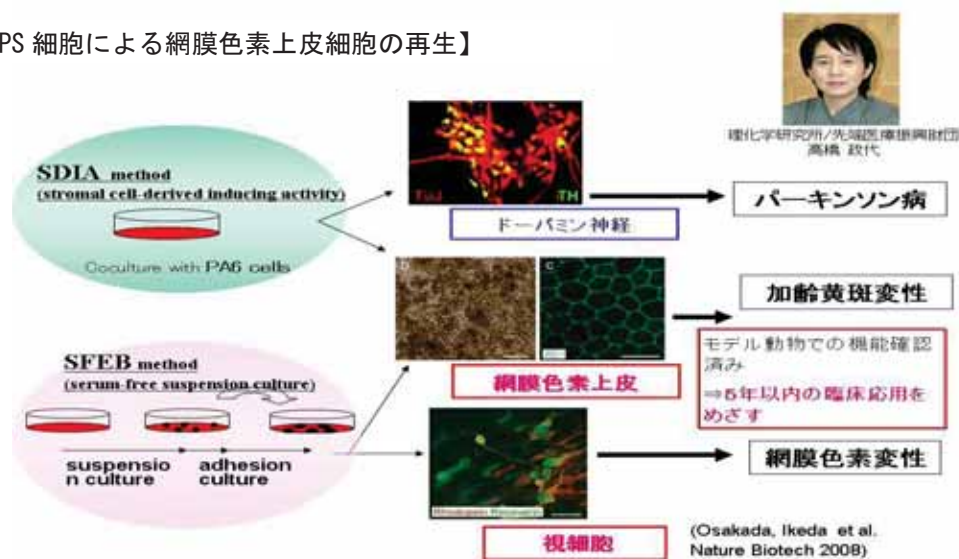 PS 細胞による網膜色素上皮細胞の再生】
理化学研究所/先端医療振興財団
高橋 政代
SDIA method
(stromal cell-derived inducing activity)
Coculture with PA6 cells
TuJ
TH
ドーパミン神経
パーキンソン病
b
c
網膜色素上皮
加齢黄斑変性
モデル動物での機能確認
済み
⇒5年以内の臨床応用を
めざす
SFEB method
(serum-free suspension culture)
suspensio
n culture
adhesion
culture
Rhodopsin Recoverin
視細胞
網膜色素変性
(Osakada, Ikeda et al.
Nature Biotech 2008)